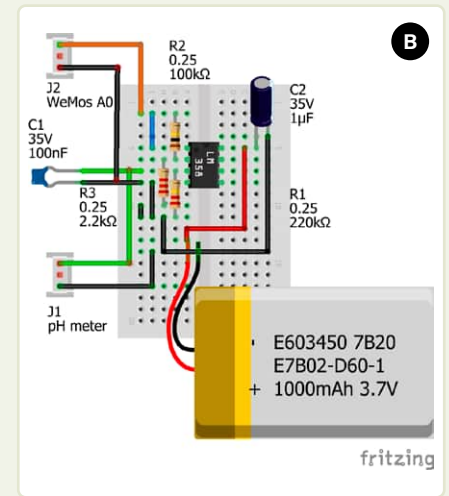 B
R2
0.25
100kΩ
J2
WeMos A0
C2
35V
1µF
C1
35V
100nF
LM
358
R3
0.25
2.2kΩ
R1
0.25
220kΩ
J1
pH meter
- E603450 7B20
E7B02-D60-1
+ 1000mAh 3.7V
fritzing